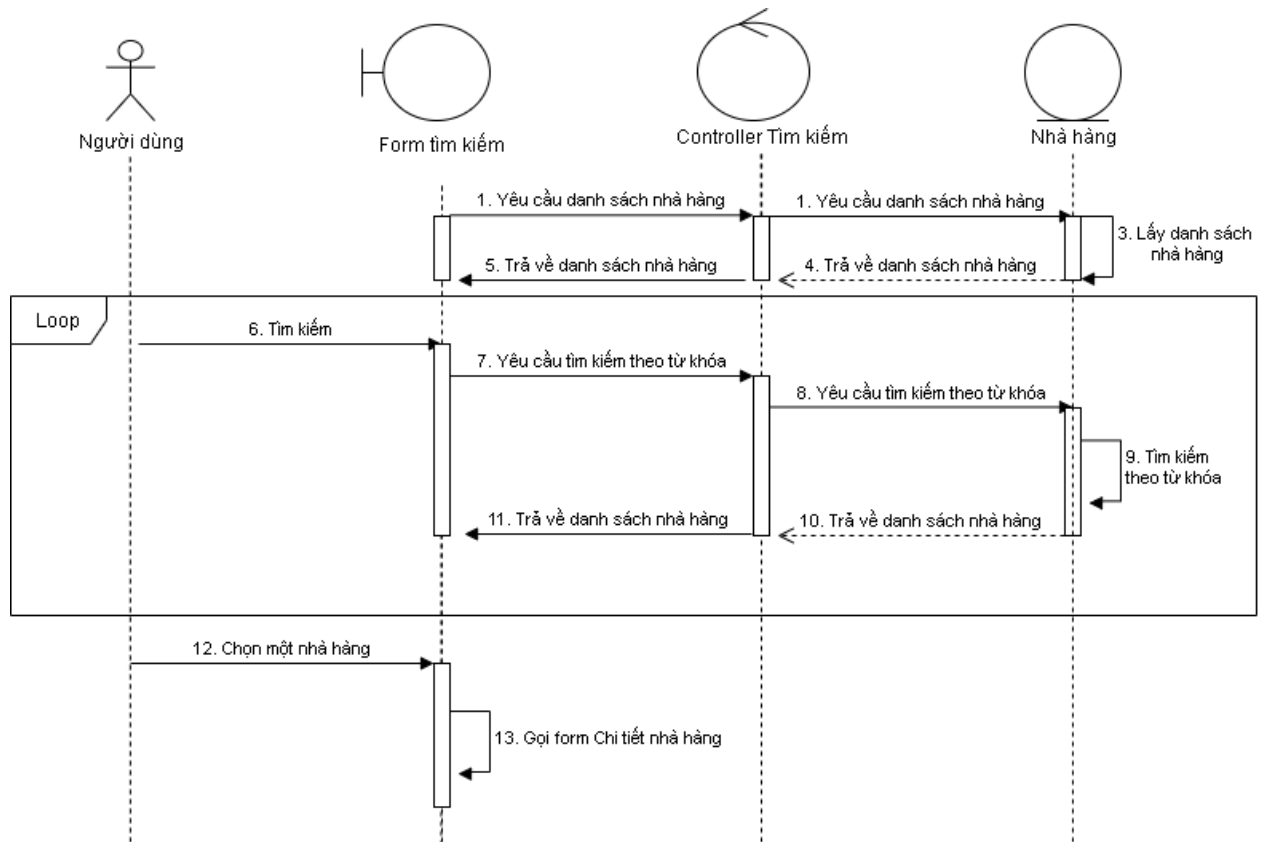 Người dùng
Form tìm kiếm
Controller Tìm kiếm
Nhà hàng
1. Yêu cầu danh sách nhà hàng
1. Yêu cầu danh sách nhà hàng
3. Lấy danh sách
nhà hàng
5. Trả về danh sách nhà hàng
4. Trả về danh sách nhà hàng
Loop
6. Tìm kiếm
7. Yêu cầu tìm kiếm theo từ khóa
8. Yêu cầu tìm kiếm theo từ khóa
9. Tìm kiếm
theo từ khóa
11. Trả về danh sách nhà hàng
10. Trả về danh sách nhà hàng
12. Chọn một nhà hàng
13. Gọi form Chi tiết nhà hàng